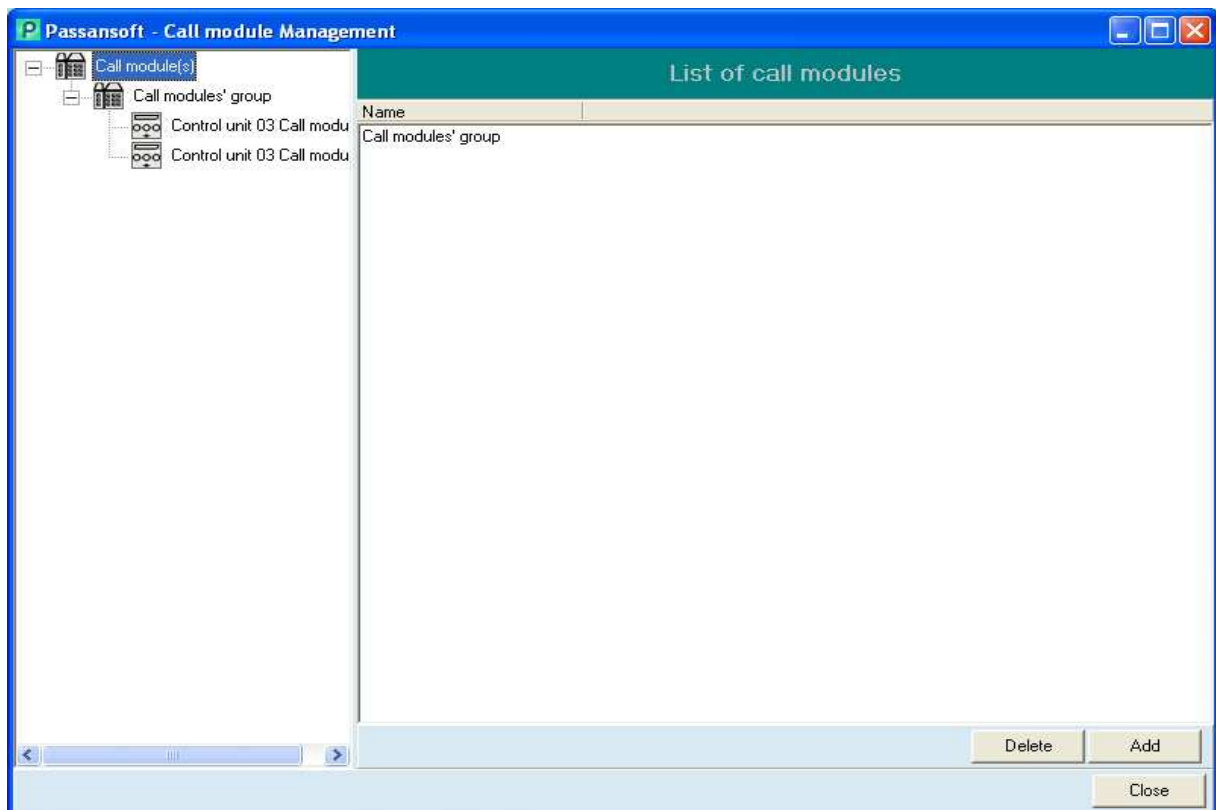 Passansoft - Call module Management
Call module(s)
Call modules' group
Control unit 03 Call modu
Control unit 03 Call modu
List of call modules
Name
Call modules' group
Delete
Add
Close